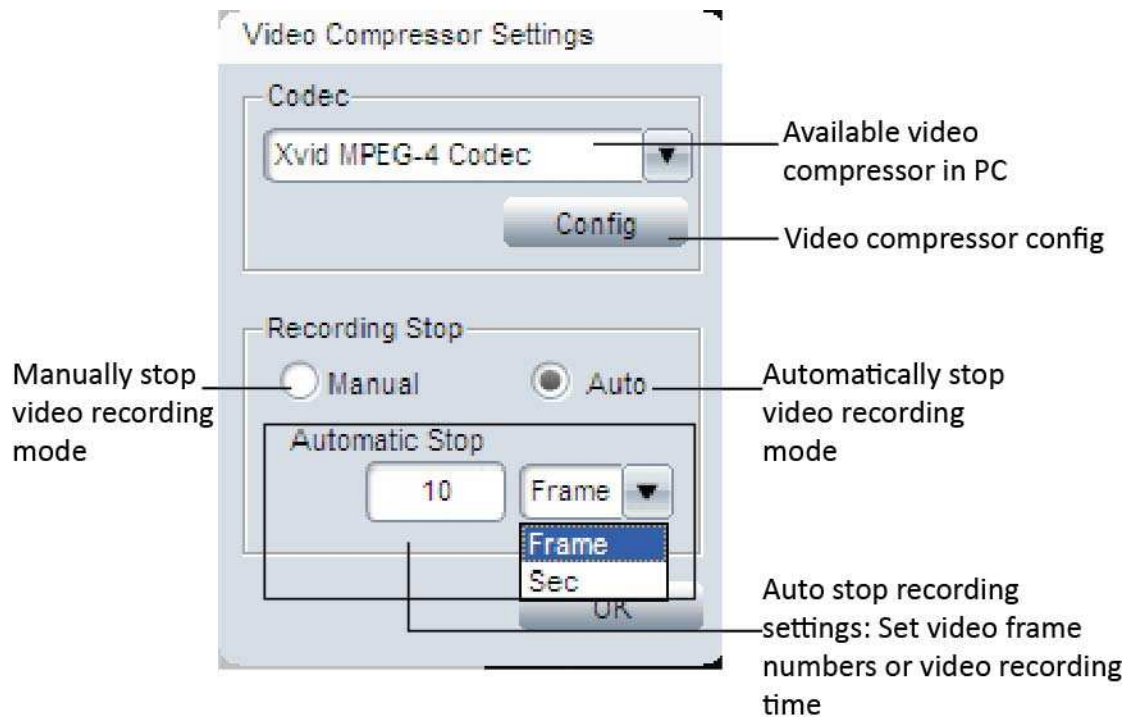 Video Compressor Settings
Codec
Xvid MPEG-4 Codec
Available video
compressor in PC
Config
Video compressor config
Recording Stop
Manually stop
video recording
mode
Manual
Auto
Automatically stop
video recording
mode
Automatic Stop
10
Frame
Frame
Sec
OK
Auto stop recording
settings: Set video frame
numbers or video recording
time